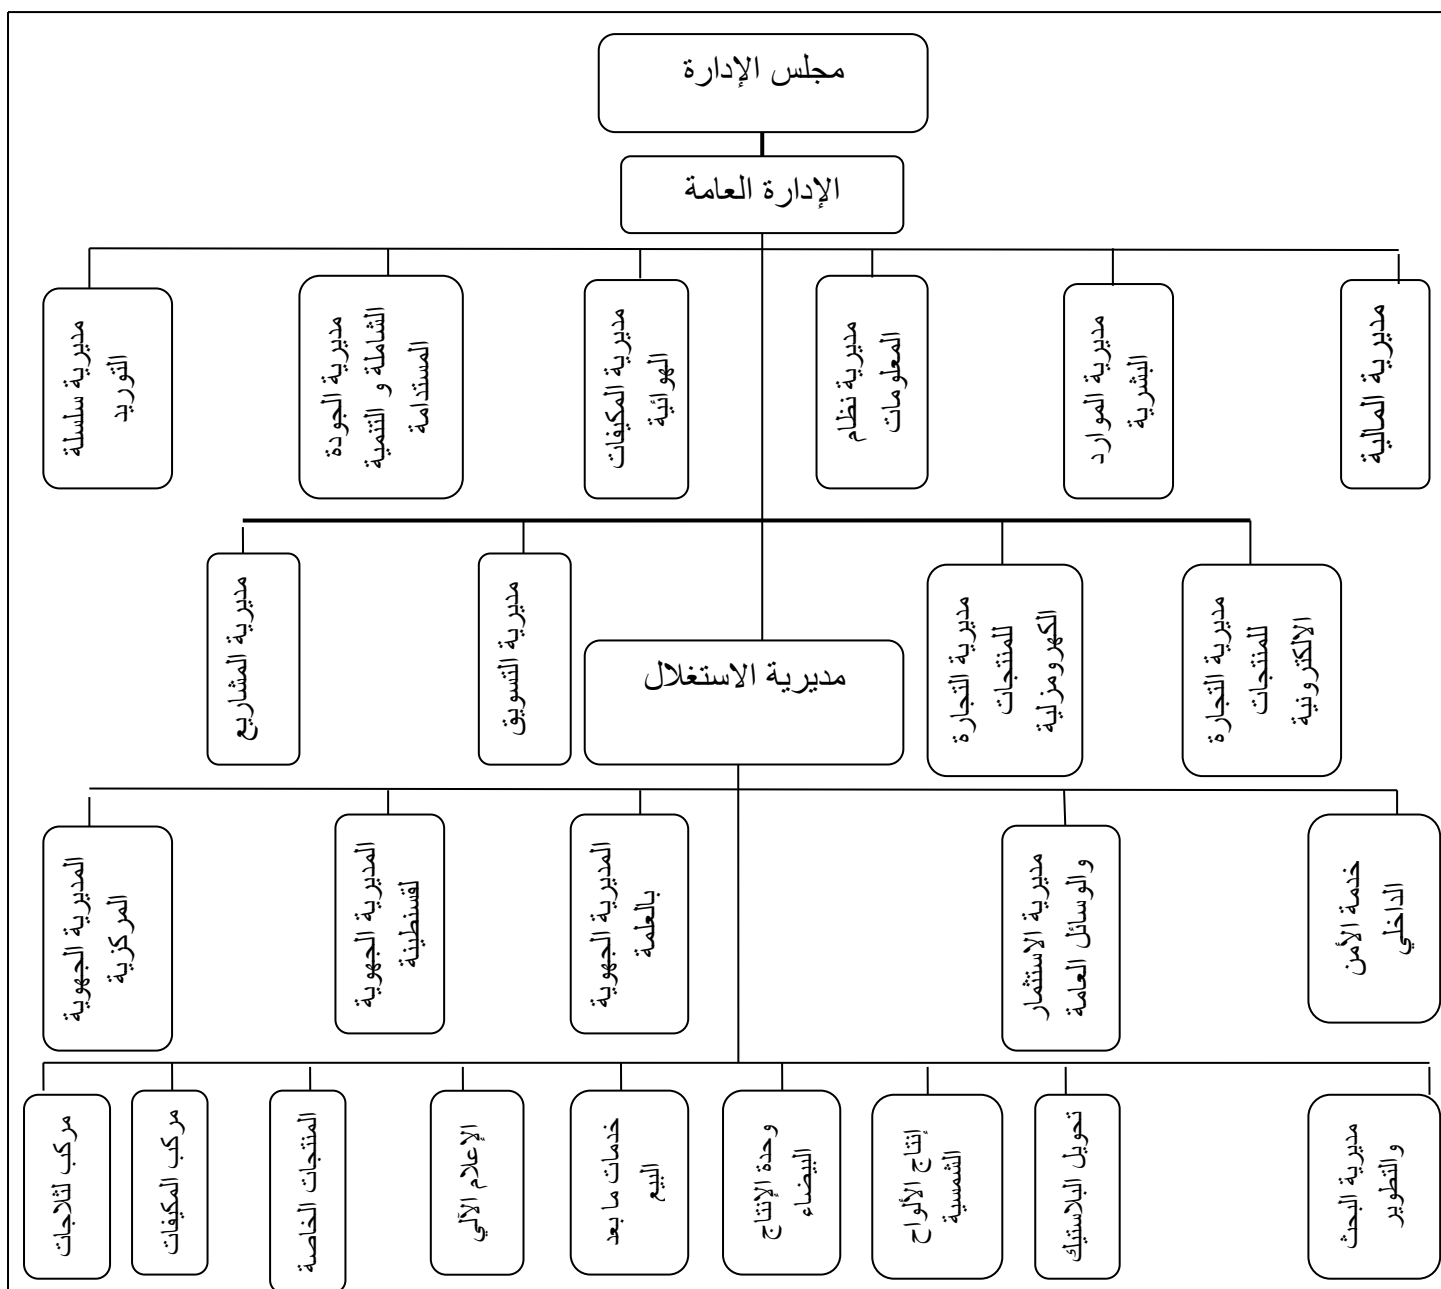 مجلس الإدارة
الإدارة العامة
مديرية المالية
مديرية الموارد
البشرية
مديرية نظام
المعلومات
مديرية المكيفات
الهوائية
مديرية الجودة
الشاملة و التنمية
المستدامة
مديرية سلسلة
التوريد
مديرية التجارة
للمنتجات
الالكترونية
مديرية التجارة
للمنتجات
الكهرومزلية
مديرية الاستغلال
مديرية التسويق
مديرية المشاريع
خدمة الأمن
الداخلي
مديرية الاستثمار
والوسائل العامة
المديرية الجهوية
بالعلمة
المديرية الجهوية
لقسنطينة
المديرية الجهوية
المركزية
مديرية البحث
والتطوير
تحويل البلاستيك
إنتاج الألواح
الشمسية
وحدة الإنتاج
البيضاء
خدمات ما بعد
البيع
الإعلام الآلي
المنتجات الخاصة
مركب المكيفات
مركب لثلاجات